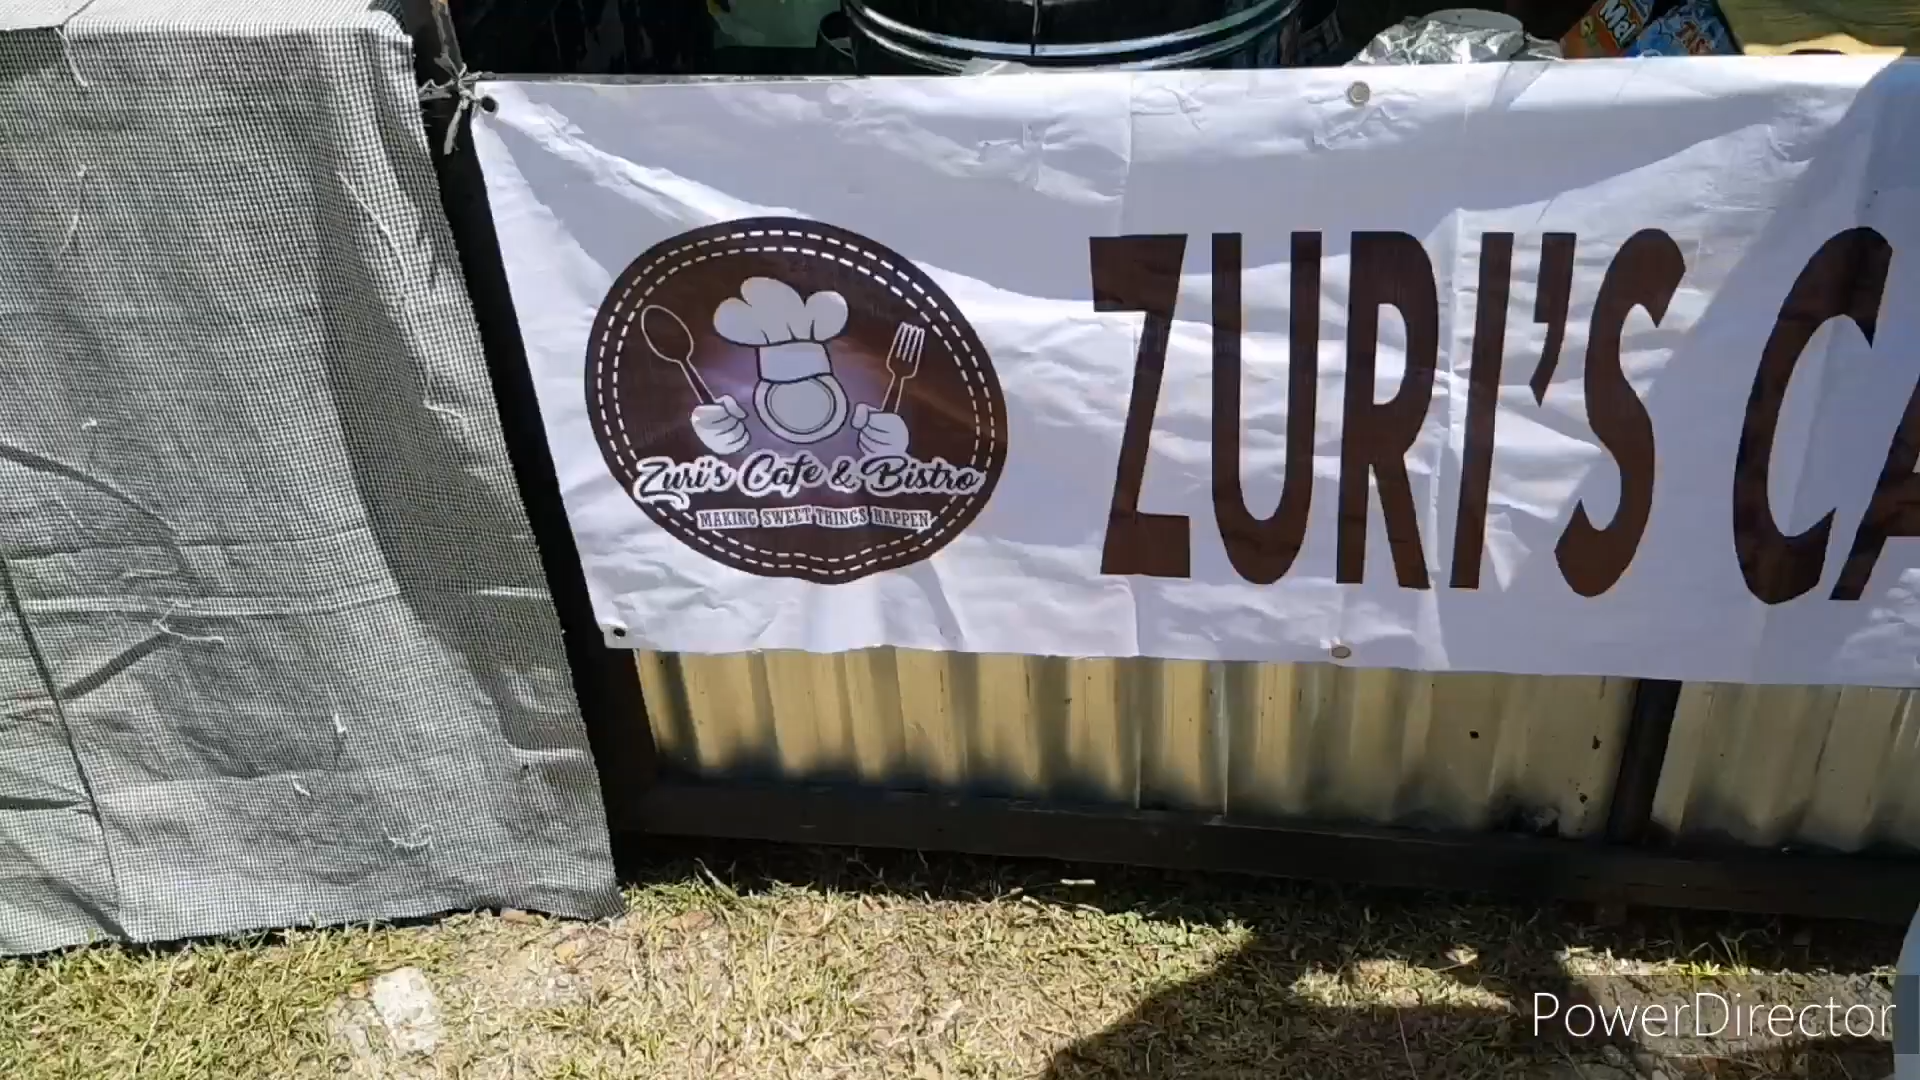 ZURI'S CA
Zuri's Cafe & Bistro
MAKING SWEET THINGS HAPPEN
PowerDirector